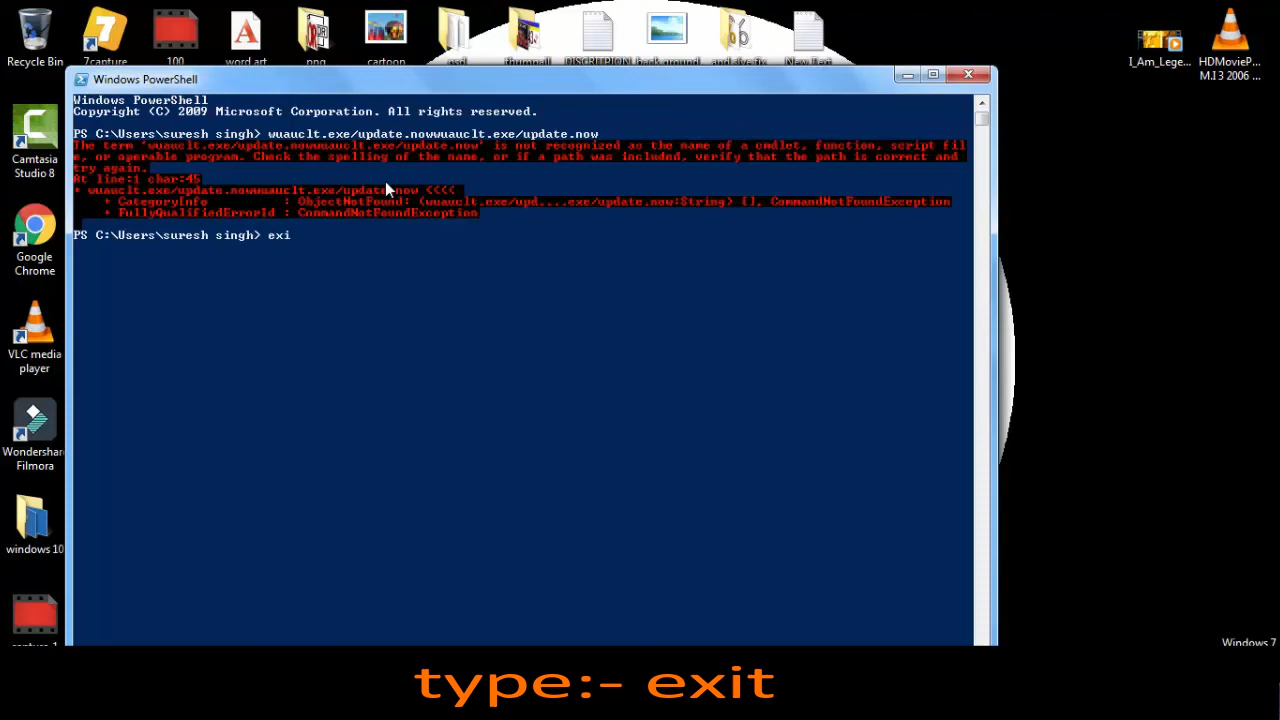 Recycle Bin
7capture
100
word art
png
cartoon
psd
thumnail
DISCRITPION
background
New Text
I_Am_Lege...
HDMovieP...
M.I3 2006 ...
Windows PowerShell
Windows PowerShell
Copyright (C) 2009 Microsoft Corporation. All rights reserved.
PS C:\Users\suresh singh> wuauclt.exe/update.nowwuauclt.exe/update.now
The term 'wuauclt.exe/update.nowwuauclt.exe/update.now' is not recognized as the name of a cmdlet, function, script fil
e, or operable program. Check the spelling of the name, or if a path was included, verify that the path is correct and
try again.
At line:1 char:45
+ wuauclt.exe/update.nowwuauclt.exe/update.now <<<<
+ CategoryInfo : ObjectNotFound: (wuauclt.exe/upd....exe/update.now:String) [], CommandNotFoundException
+ FullyQualifiedErrorId : CommandNotFoundException
PS C:\Users\suresh singh> exi
Camtasia
Studio 8
Google
Chrome
VLC media
player
Wondershare
Filmora
windows 10
Windows 7
type:- exit